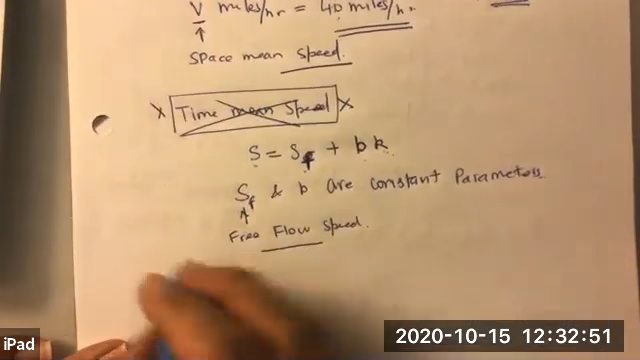 V miles/hr = 40 miles/hr.
Space mean speed.
x Time mean Speed x
S = Sf + bk
Sf & b are constant Parameters
Free Flow Speed.
iPad
2020-10-15 12:32:51